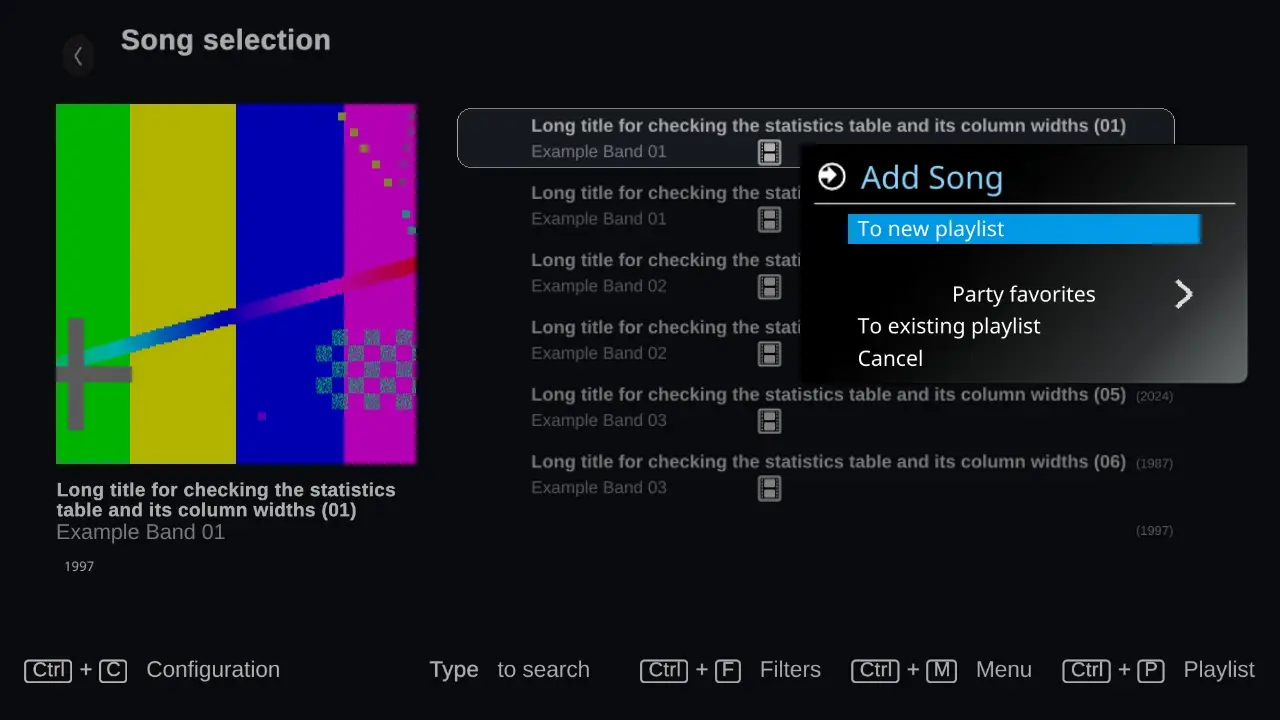 Song selection
Long title for checking the statistics table and its column widths (01)
Example Band 01
Long title for checking the stati
Example Band 01
Long title for checking the stati
Example Band 02
Long title for checking the stati
Example Band 02
Long title for checking the statistics table and its column widths (05) (2024)
Example Band 03
Long title for checking the statistics table and its column widths (06) (1987)
Example Band 03
(1997)
Add Song
To new playlist
Party favorites
To existing playlist
Cancel
Long title for checking the statistics
table and its column widths (01)
Example Band 01
1997
Ctrl + C Configuration
Type to search
Ctrl + F Filters
Ctrl + M Menu
Ctrl + P Playlist